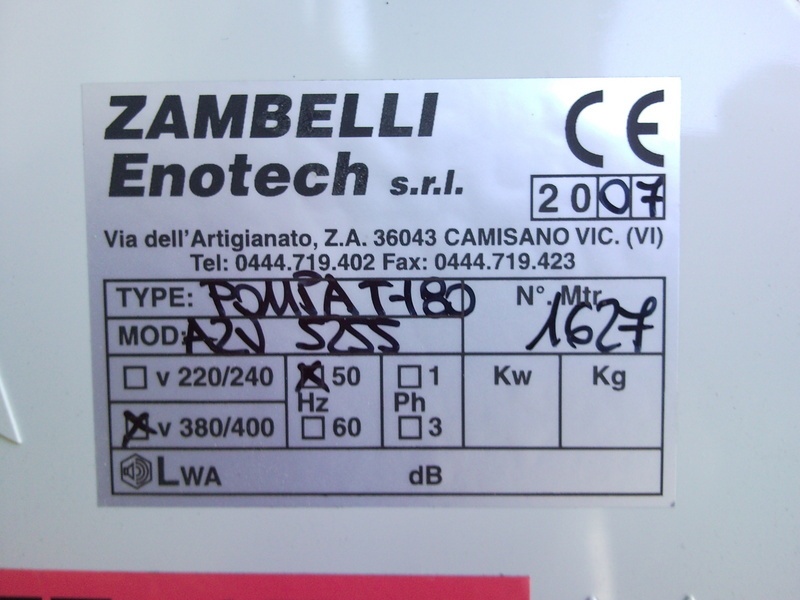 ZAMBELLI
Enotech s.r.l.
CE
2007
Via dell'Artigianato, Z.A. 36043 CAMISANO VIC. (VI)
Tel: 0444.719.402 Fax: 0444.719.423
TYPE: POMPA T-180 N°. Mtr. 1627
MOD: A2V 5255
v 220/240 50 1 Kw Kg
Hz Ph
v 380/400 60 3
LWA dB